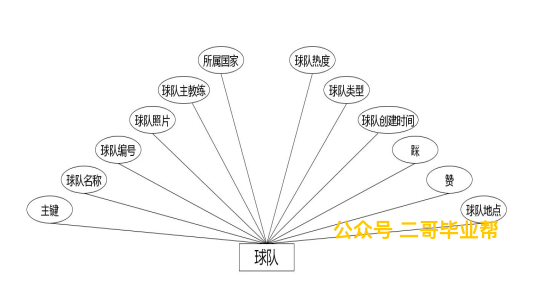 所属国家 球队热度
球队主教练 球队类型
球队照片 球队创建时间
球队编号 踩
球队名称 赞
主键 球队地点
公众号 二哥毕业帮
球队